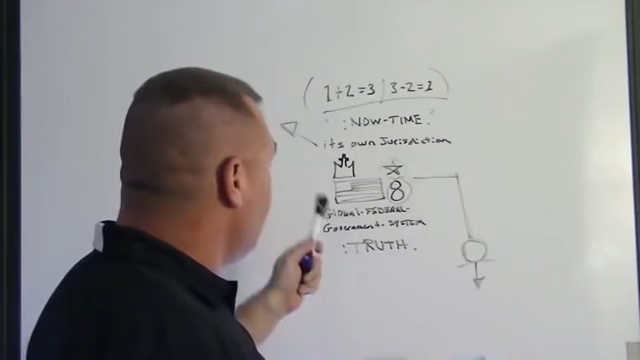 (1+2=3 | 3-2=1)
:NOW-TIME:
its own Jurisdiction
8
Global-FEDERAL-
Government-SYSTEM
:TRUTH.